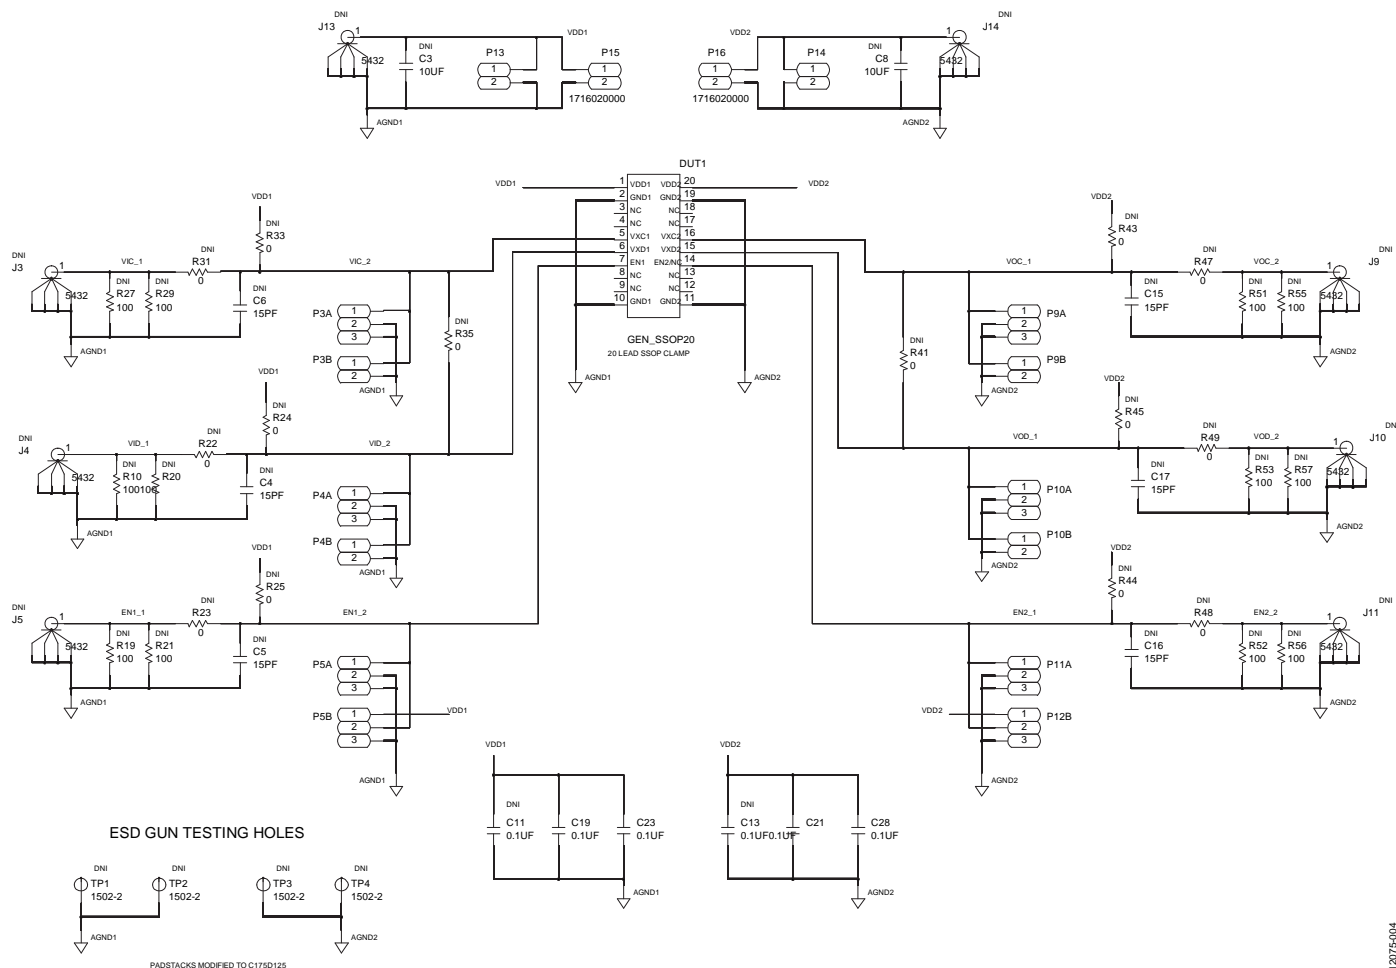 DNI
J13
1
5432
DNI
C3
10UF
P13
1
2
VDD1
P15
1
2
1716020000
AGND1
VDD2
P16
1
2
1716020000
P14
1
2
DNI
C8
10UF
1
5432
DNI
J14
AGND2
DUT1
VDD1
VDD2
1 VDD1 VDD2 20
2 GND1 GND2 19
3 NC NC 18
4 NC NC 17
5 VXC1 VXC2 16
6 VXD1 VXD2 15
7 EN1 EN2/NC 14
8 NC NC 13
9 NC NC 12
10 GND1 GND2 11
GEN_SSOP20
20 LEAD SSOP CLAMP
AGND1
AGND2
VDD1
DNI
R33
0
DNI
J3
1
5432
VIC_1
DNI
R31
0
VIC_2
DNI
R27
100
DNI
R29
100
DNI
C6
15PF
AGND1
P3A
1
2
3
P3B
1
2
AGND1
DNI
R35
0
VDD1
DNI
R24
0
DNI
J4
1
5432
VID_1
DNI
R22
0
VID_2
DNI
R10
100
DNI
R20
100
DNI
C4
15PF
AGND1
P4A
1
2
3
P4B
1
2
AGND1
VDD1
DNI
R25
0
DNI
J5
1
5432
EN1_1
DNI
R23
0
EN1_2
DNI
R19
100
DNI
R21
100
DNI
C5
15PF
AGND1
P5A
1
2
3
P5B
1
2
3
VDD1
AGND1
VDD2
DNI
R43
0
VOC_1
DNI
R47
0
VOC_2
DNI
J9
1
5432
DNI
C15
15PF
DNI
R51
100
DNI
R55
100
AGND2
DNI
R41
0
P9A
1
2
3
P9B
1
2
AGND2
VDD2
DNI
R45
0
VOD_1
DNI
R49
0
VOD_2
DN
J10
1
5432
DNI
C17
15PF
DNI
R53
100
DNI
R57
100
AGND2
P10A
1
2
3
P10B
1
2
AGND2
VDD2
DNI
R44
0
EN2_1
DNI
R48
0
EN2_2
DNI
J11
1
5432
DNI
C16
15PF
DNI
R52
100
DNI
R56
100
AGND2
P11A
1
2
3
VDD2
P12B
1
2
3
AGND2
VDD1
DNI
C11
0.1UF
C19
0.1UF
C23
0.1UF
AGND1
VDD2
DNI
C13
0.1UF
C21
0.1UF
C28
0.1UF
AGND2
ESD GUN TESTING HOLES
DNI
TP1
1502-2
DNI
TP2
1502-2
DNI
TP3
1502-2
DNI
TP4
1502-2
AGND1
AGND2
PADSTACKS MODIFIED TO C175D125
12075-004